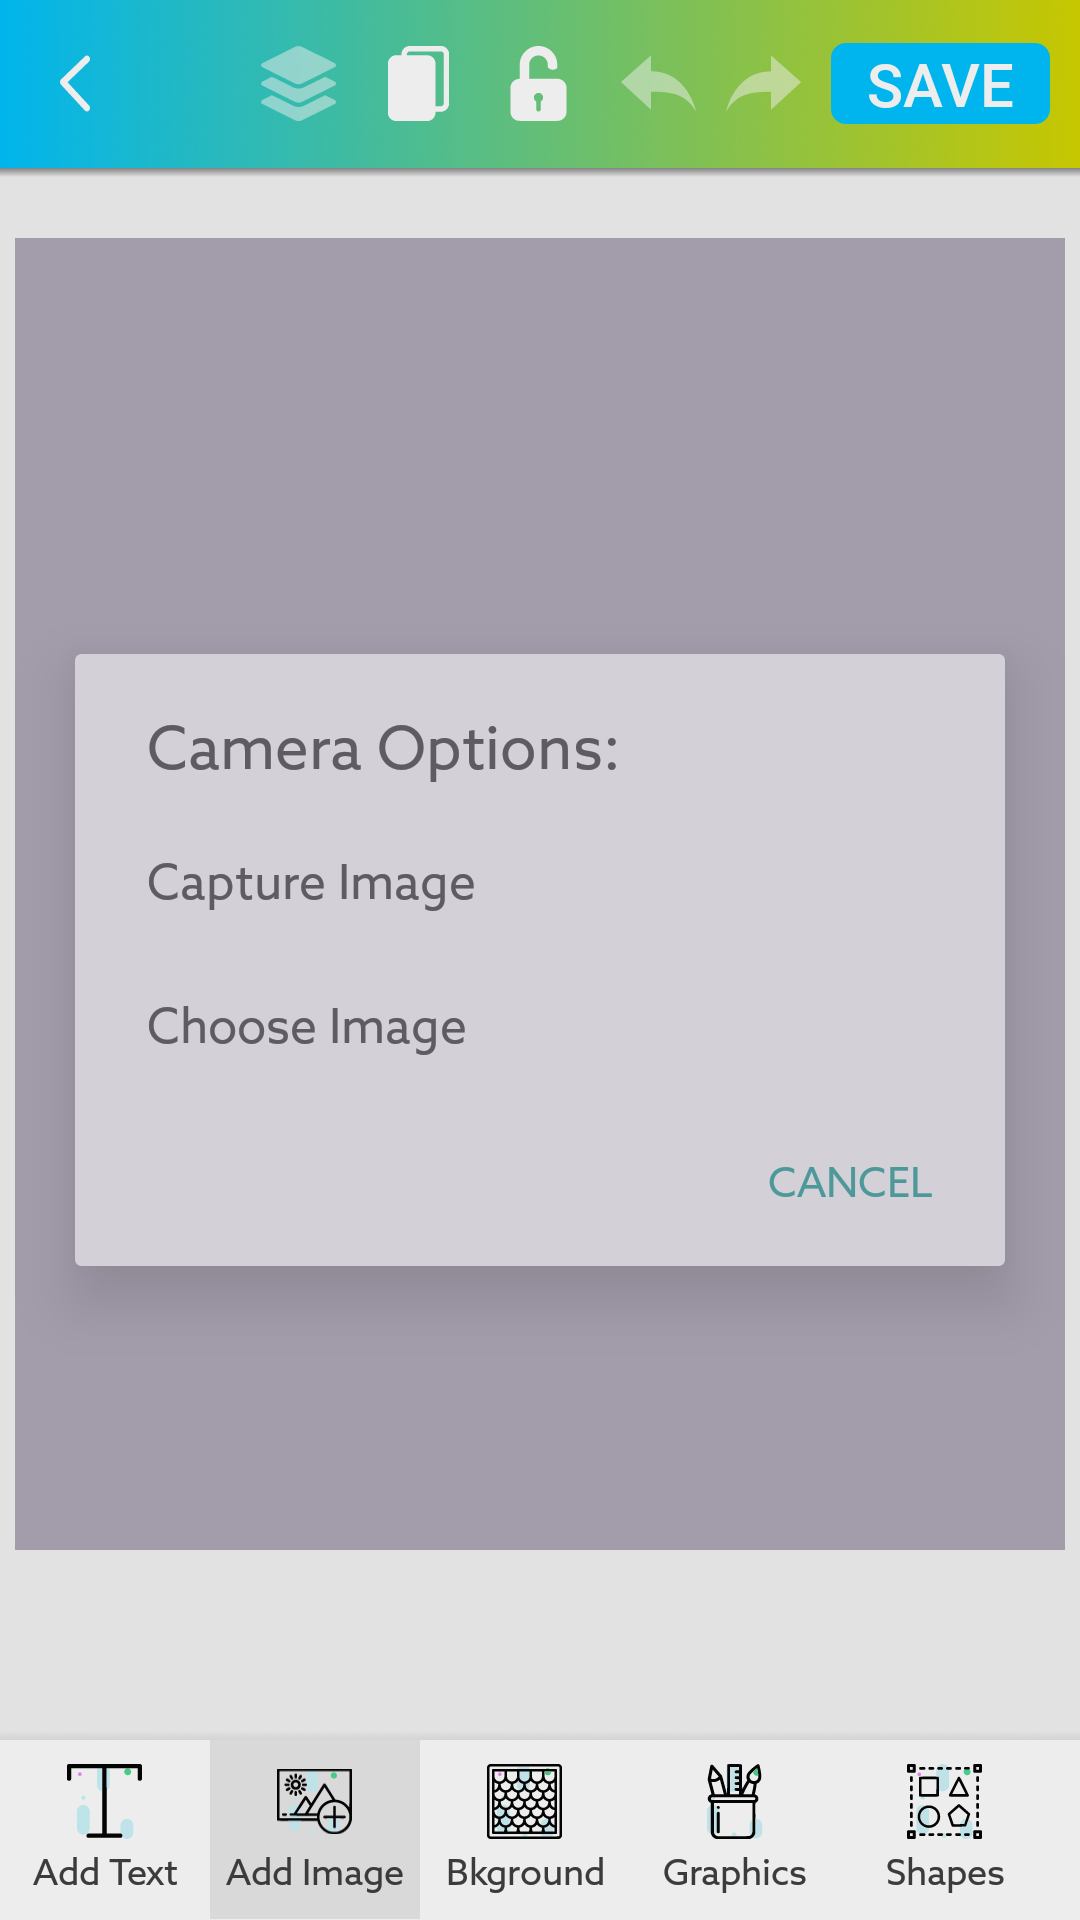 SAVE
Camera Options:
Capture Image
Choose Image
CANCEL
Add Text
Add Image
Bkground
Graphics
Shapes